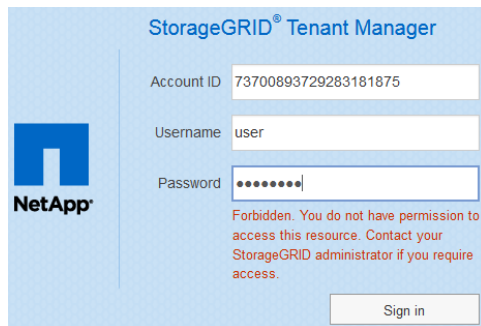 StorageGRID® Tenant Manager
Account ID 73700893729283181875
Username user
Password ●●●●●●●●
NetApp®
Forbidden. You do not have permission to
access this resource. Contact your
StorageGRID administrator if you require
access.
Sign in